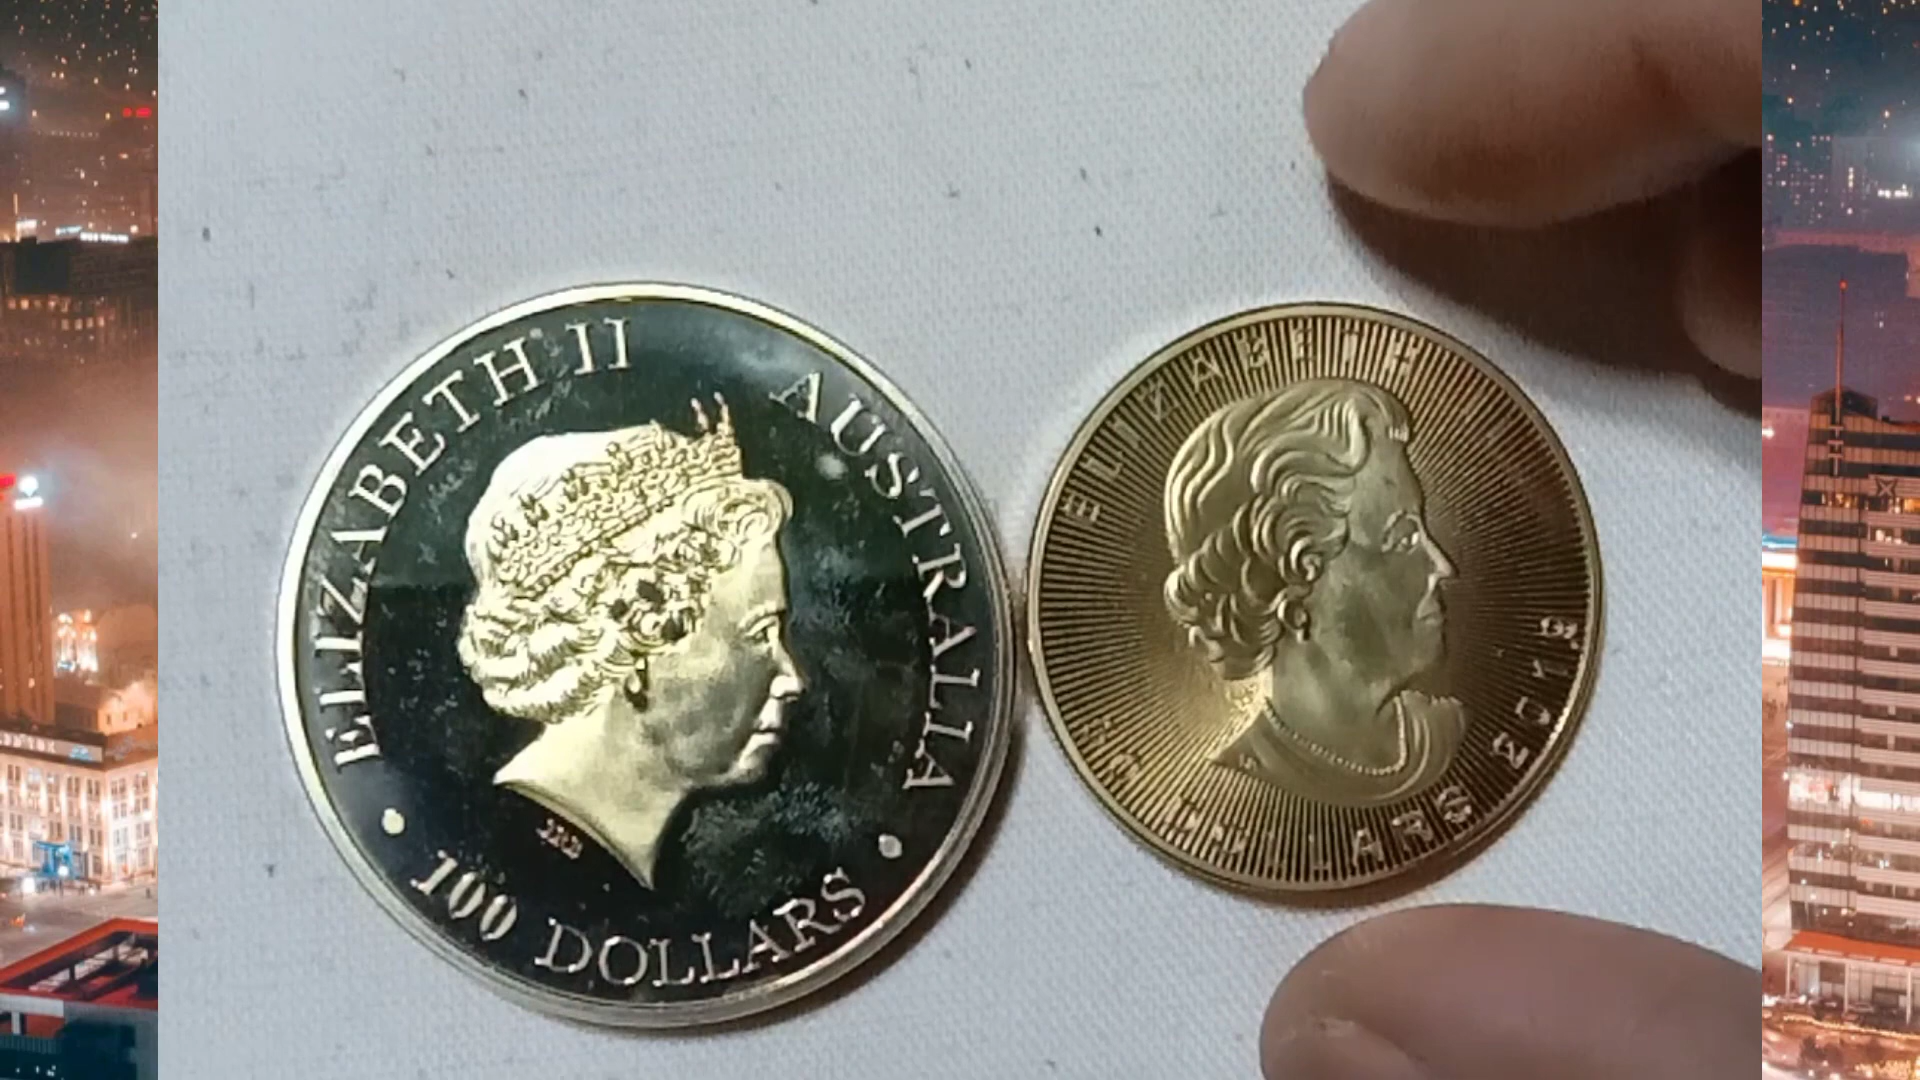 ELIZABETH II
AUSTRALIA
100 DOLLARS
ELIZABETH II
DOLLARS